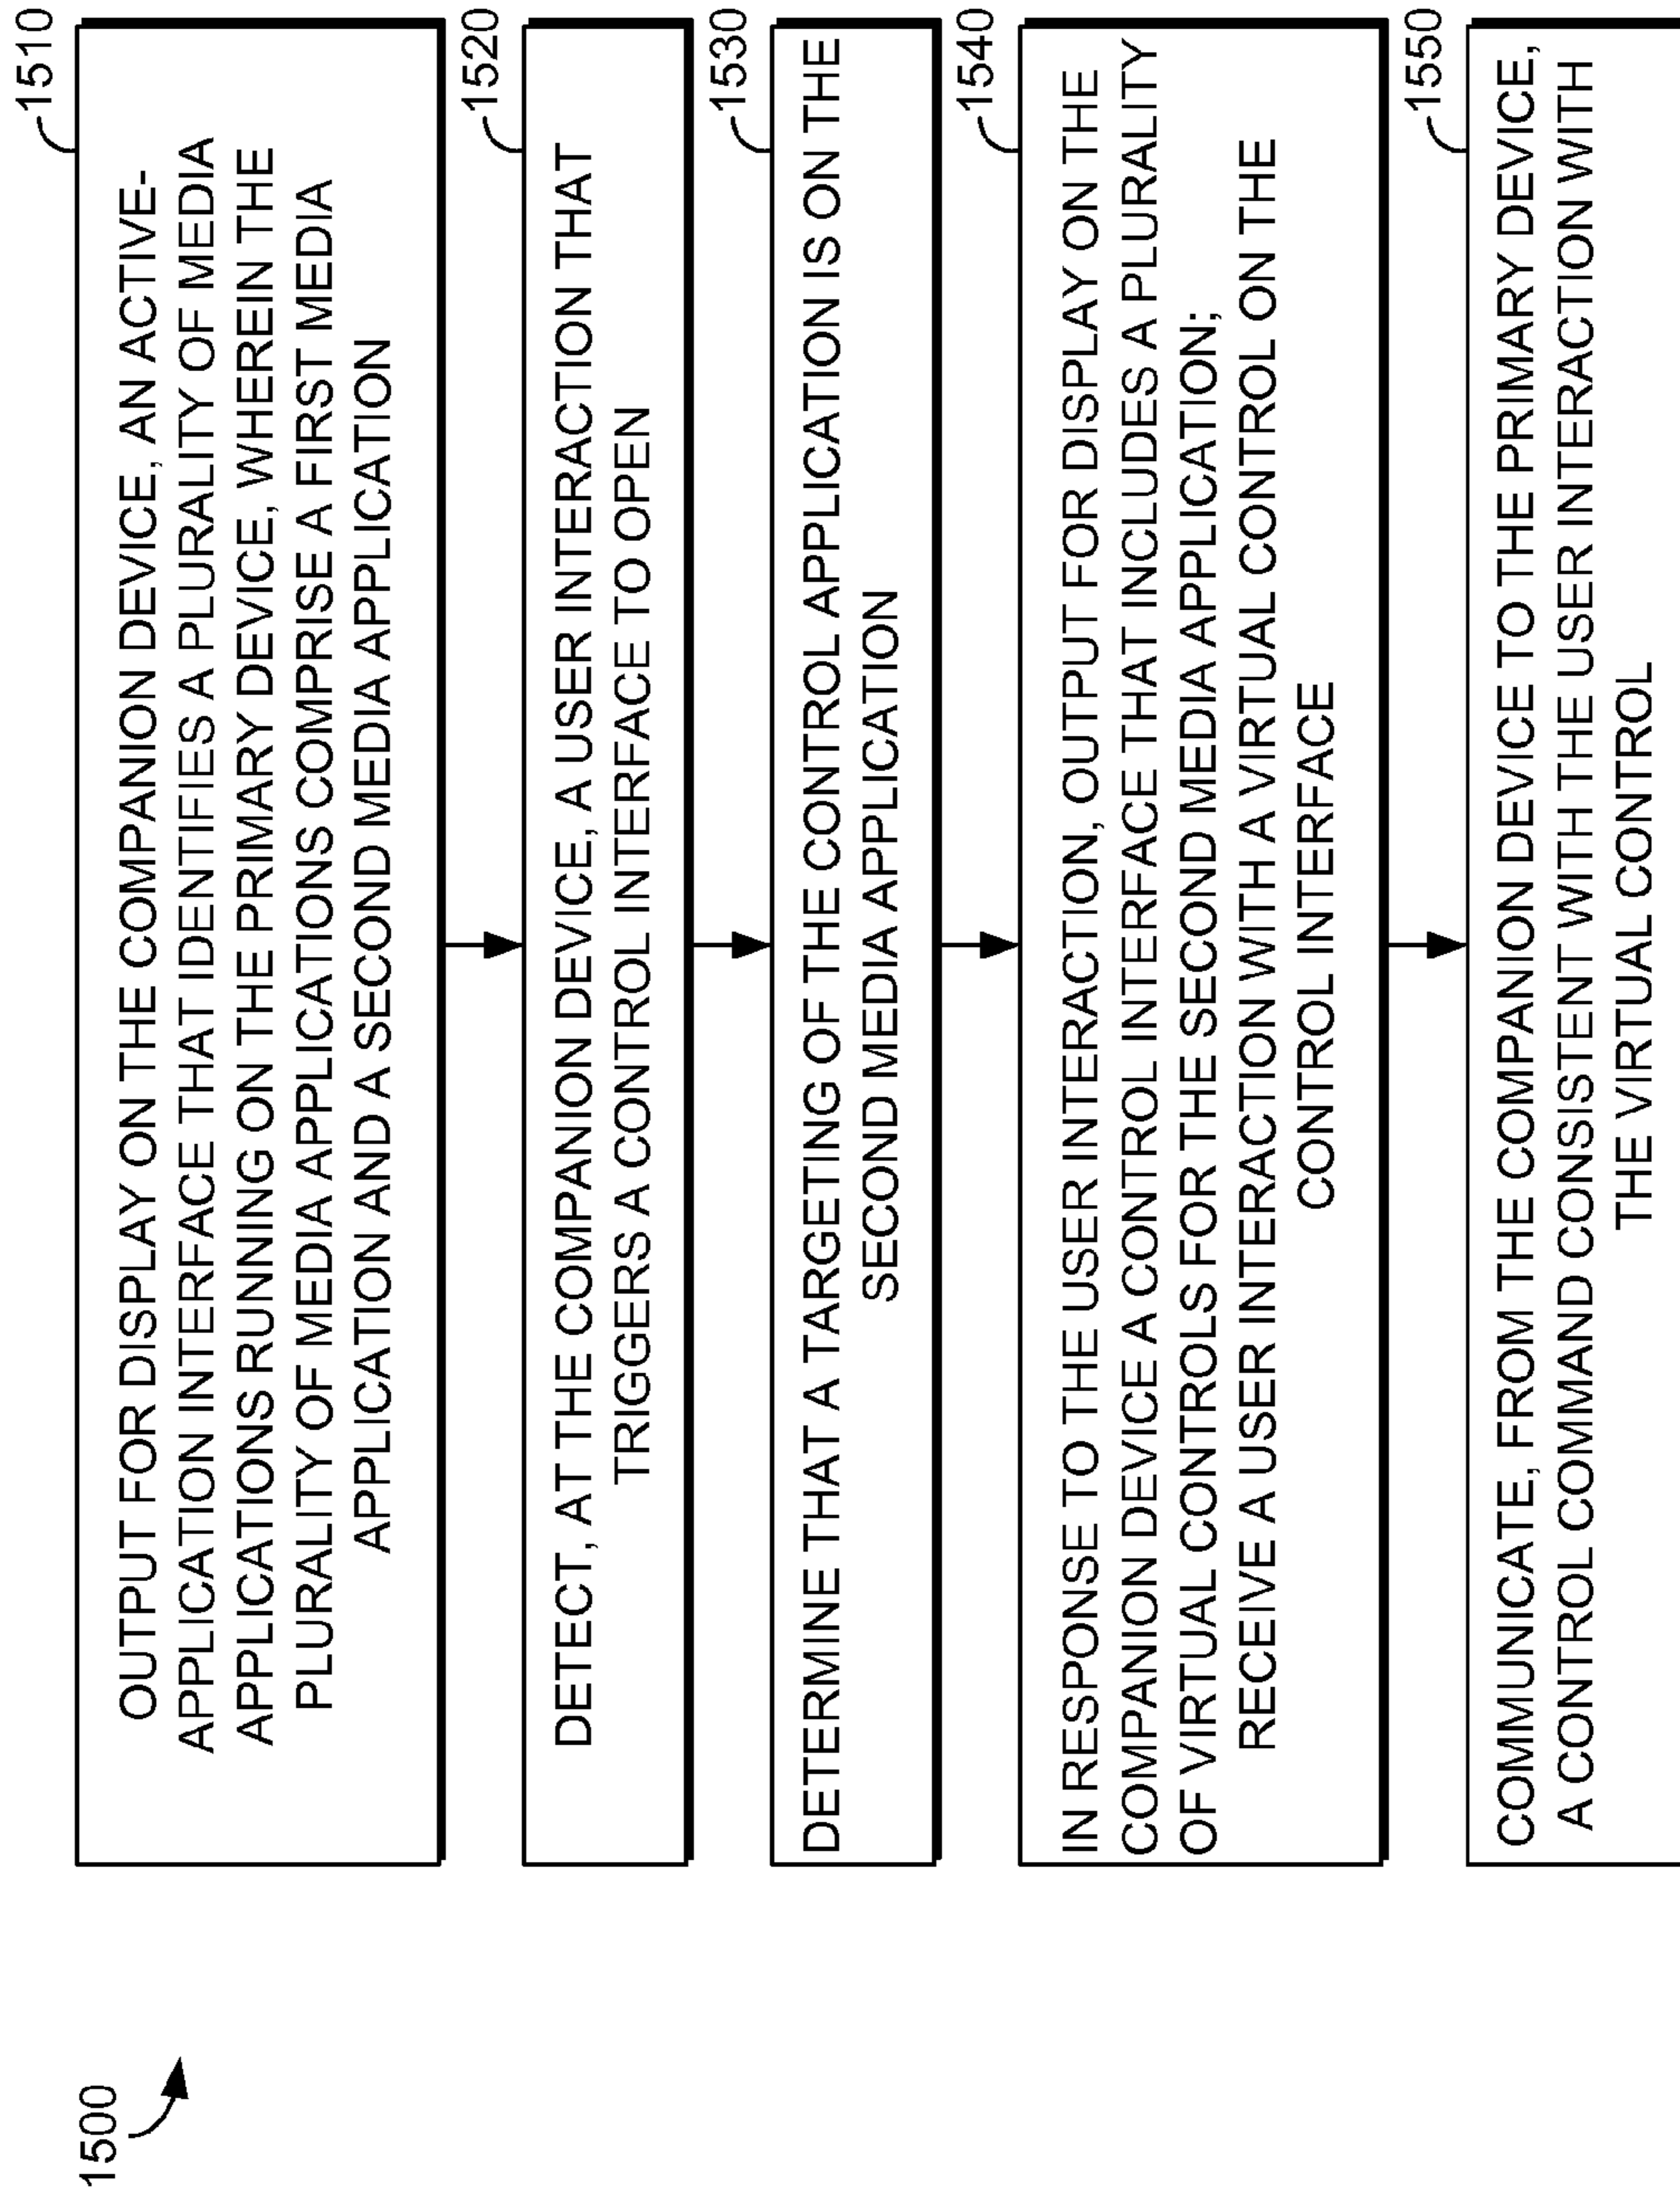 1500
1510
OUTPUT FOR DISPLAY ON THE COMPANION DEVICE, AN ACTIVE-
APPLICATION INTERFACE THAT IDENTIFIES A PLURALITY OF MEDIA
APPLICATIONS RUNNING ON THE PRIMARY DEVICE, WHEREIN THE
PLURALITY OF MEDIA APPLICATIONS COMPRISE A FIRST MEDIA
APPLICATION AND A SECOND MEDIA APPLICATION
1520
DETECT, AT THE COMPANION DEVICE, A USER INTERACTION THAT
TRIGGERS A CONTROL INTERFACE TO OPEN
1530
DETERMINE THAT A TARGETING OF THE CONTROL APPLICATION IS ON THE
SECOND MEDIA APPLICATION
1540
IN RESPONSE TO THE USER INTERACTION, OUTPUT FOR DISPLAY ON THE
COMPANION DEVICE A CONTROL INTERFACE THAT INCLUDES A PLURALITY
OF VIRTUAL CONTROLS FOR THE SECOND MEDIA APPLICATION;
RECEIVE A USER INTERACTION WITH A VIRTUAL CONTROL ON THE
CONTROL INTERFACE
1550
COMMUNICATE, FROM THE COMPANION DEVICE TO THE PRIMARY DEVICE,
A CONTROL COMMAND CONSISTENT WITH THE USER INTERACTION WITH
THE VIRTUAL CONTROL